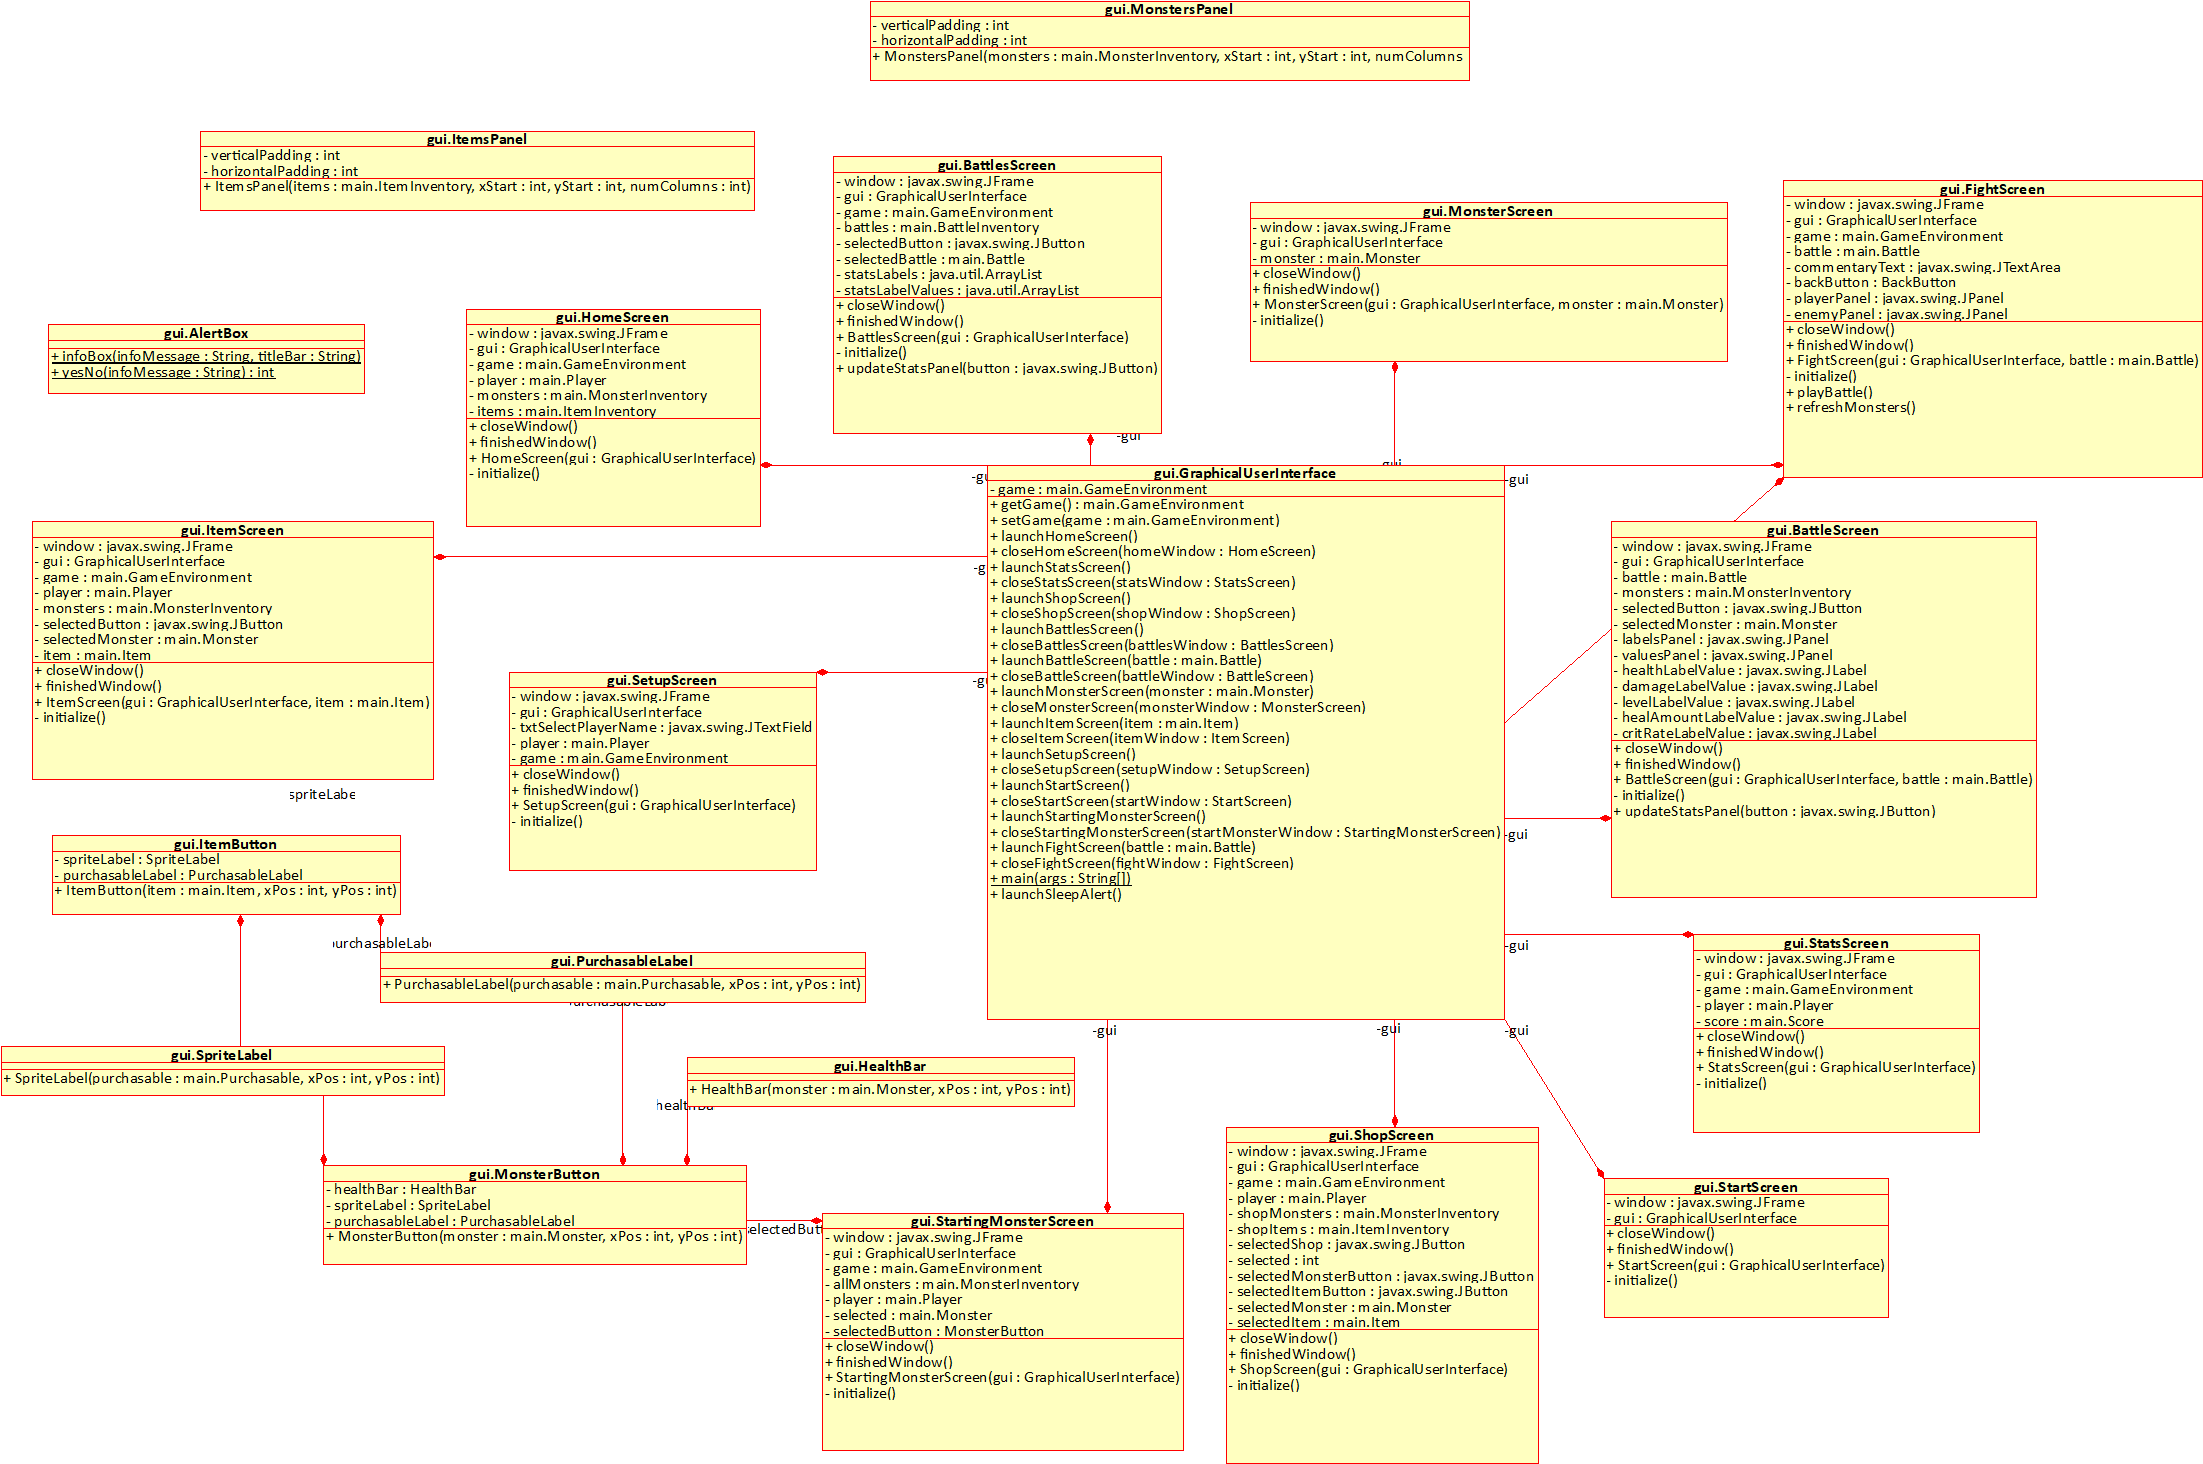 gui.MonstersPanel
- verticalPadding : int
- horizontalPadding : int
+ MonstersPanel(monsters : main.MonsterInventory, xStart : int, yStart : int, numColumns
gui.ItemsPanel
- verticalPadding : int
- horizontalPadding : int
+ ItemsPanel(items : main.ItemInventory, xStart : int, yStart : int, numColumns : int)
gui.BattlesScreen
- window : javax.swing.JFrame
- gui : GraphicalUserInterface
- game : main.GameEnvironment
- battles : main.BattleInventory
- selectedButton : javax.swing.JButton
- selectedBattle : main.Battle
- statsLabels : java.util.ArrayList
- statsLabelValues : java.util.ArrayList
+ closeWindow()
+ finishedWindow()
+ BattlesScreen(gui : GraphicalUserInterface)
- initialize()
+ updateStatsPanel(button : javax.swing.JButton)
-gui
gui.MonsterScreen
- window : javax.swing.JFrame
- gui : GraphicalUserInterface
- monster : main.Monster
+ closeWindow()
+ finishedWindow()
+ MonsterScreen(gui : GraphicalUserInterface, monster : main.Monster)
- initialize()
gui
gui.FightScreen
- window : javax.swing.JFrame
- gui : GraphicalUserInterface
- game : main.GameEnvironment
- battle : main.Battle
- commentaryText : javax.swing.JTextArea
- backButton : BackButton
- playerPanel : javax.swing.JPanel
- enemyPanel : javax.swing.JPanel
+ closeWindow()
+ finishedWindow()
+ FightScreen(gui : GraphicalUserInterface, battle : main.Battle)
- initialize()
+ playBattle()
+ refreshMonsters()
-gui
gui.AlertBox
+ infoBox(infoMessage : String, titleBar : String)
+ yesNo(infoMessage : String) : int
gui.HomeScreen
- window : javax.swing.JFrame
- gui : GraphicalUserInterface
- game : main.GameEnvironment
- player : main.Player
- monsters : main.MonsterInventory
- items : main.ItemInventory
+ closeWindow()
+ finishedWindow()
+ HomeScreen(gui : GraphicalUserInterface)
- initialize()
-gu
gui.GraphicalUserInterface
- game : main.GameEnvironment
+ getGame() : main.GameEnvironment
+ setGame(game : main.GameEnvironment)
+ launchHomeScreen()
+ closeHomeScreen(homeWindow : HomeScreen)
+ launchStatsScreen()
+ closeStatsScreen(statsWindow : StatsScreen)
+ launchShopScreen()
+ closeShopScreen(shopWindow : ShopScreen)
+ launchBattlesScreen()
+ closeBattlesScreen(battlesWindow : BattlesScreen)
+ launchBattleScreen(battle : main.Battle)
+ closeBattleScreen(battleWindow : BattleScreen)
+ launchMonsterScreen(monster : main.Monster)
+ closeMonsterScreen(monsterWindow : MonsterScreen)
+ launchItemScreen(item : main.Item)
+ closeItemScreen(itemWindow : ItemScreen)
+ launchSetupScreen()
+ closeSetupScreen(setupWindow : SetupScreen)
+ launchStartScreen()
+ closeStartScreen(startWindow : StartScreen)
+ launchStartingMonsterScreen()
+ closeStartingMonsterScreen(startMonsterWindow : StartingMonsterScreen)
+ launchFightScreen(battle : main.Battle)
+ closeFightScreen(fightWindow : FightScreen)
+ main(args : String[])
+ launchSleepAlert()
gui.ItemScreen
- window : javax.swing.JFrame
- gui : GraphicalUserInterface
- game : main.GameEnvironment
- player : main.Player
- monsters : main.MonsterInventory
- selectedButton : javax.swing.JButton
- selectedMonster : main.Monster
- item : main.Item
+ closeWindow()
+ finishedWindow()
+ ItemScreen(gui : GraphicalUserInterface, item : main.Item)
- initialize()
-g
gui.BattleScreen
- window : javax.swing.JFrame
- gui : GraphicalUserInterface
- battle : main.Battle
- monsters : main.MonsterInventory
- selectedButton : javax.swing.JButton
- selectedMonster : main.Monster
- labelsPanel : javax.swing.JPanel
- valuesPanel : javax.swing.JPanel
- healthLabelValue : javax.swing.JLabel
- damageLabelValue : javax.swing.JLabel
- levelLabelValue : javax.swing.JLabel
- healAmountLabelValue : javax.swing.JLabel
- critRateLabelValue : javax.swing.JLabel
+ closeWindow()
+ finishedWindow()
+ BattleScreen(gui : GraphicalUserInterface, battle : main.Battle)
- initialize()
+ updateStatsPanel(button : javax.swing.JButton)
-gui
gui.SetupScreen
- window : javax.swing.JFrame
- gui : GraphicalUserInterface
- txtSelectPlayerName : javax.swing.JTextField
- player : main.Player
- game : main.GameEnvironment
+ closeWindow()
+ finishedWindow()
+ SetupScreen(gui : GraphicalUserInterface)
- initialize()
-gu
spriteLabe
gui.ItemButton
- spriteLabel : SpriteLabel
- purchasableLabel : PurchasableLabel
+ ItemButton(item : main.Item, xPos : int, yPos : int)
purchasableLabe
gui.PurchasableLabel
+ PurchasableLabel(purchasable : main.Purchasable, xPos : int, yPos : int)
gui.StatsScreen
- window : javax.swing.JFrame
- gui : GraphicalUserInterface
- game : main.GameEnvironment
- player : main.Player
- score : main.Score
+ closeWindow()
+ finishedWindow()
+ StatsScreen(gui : GraphicalUserInterface)
- initialize()
-gui
-gui
-gui
-gui
gui.SpriteLabel
+ SpriteLabel(purchasable : main.Purchasable, xPos : int, yPos : int)
gui.HealthBar
+ HealthBar(monster : main.Monster, xPos : int, yPos : int)
gui.MonsterButton
- healthBar : HealthBar
- spriteLabel : SpriteLabel
- purchasableLabel : PurchasableLabel
+ MonsterButton(monster : main.Monster, xPos : int, yPos : int)
selectedButt
gui.StartingMonsterScreen
- window : javax.swing.JFrame
- gui : GraphicalUserInterface
- game : main.GameEnvironment
- allMonsters : main.MonsterInventory
- player : main.Player
- selected : main.Monster
- selectedButton : MonsterButton
+ closeWindow()
+ finishedWindow()
+ StartingMonsterScreen(gui : GraphicalUserInterface)
- initialize()
gui.ShopScreen
- window : javax.swing.JFrame
- gui : GraphicalUserInterface
- game : main.GameEnvironment
- player : main.Player
- shopMonsters : main.MonsterInventory
- shopItems : main.ItemInventory
- selectedShop : javax.swing.JButton
- selected : int
- selectedMonsterButton : javax.swing.JButton
- selectedItemButton : javax.swing.JButton
- selectedMonster : main.Monster
- selectedItem : main.Item
+ closeWindow()
+ finishedWindow()
+ ShopScreen(gui : GraphicalUserInterface)
- initialize()
gui.StartScreen
- window : javax.swing.JFrame
- gui : GraphicalUserInterface
+ closeWindow()
+ finishedWindow()
+ StartScreen(gui : GraphicalUserInterface)
- initialize()